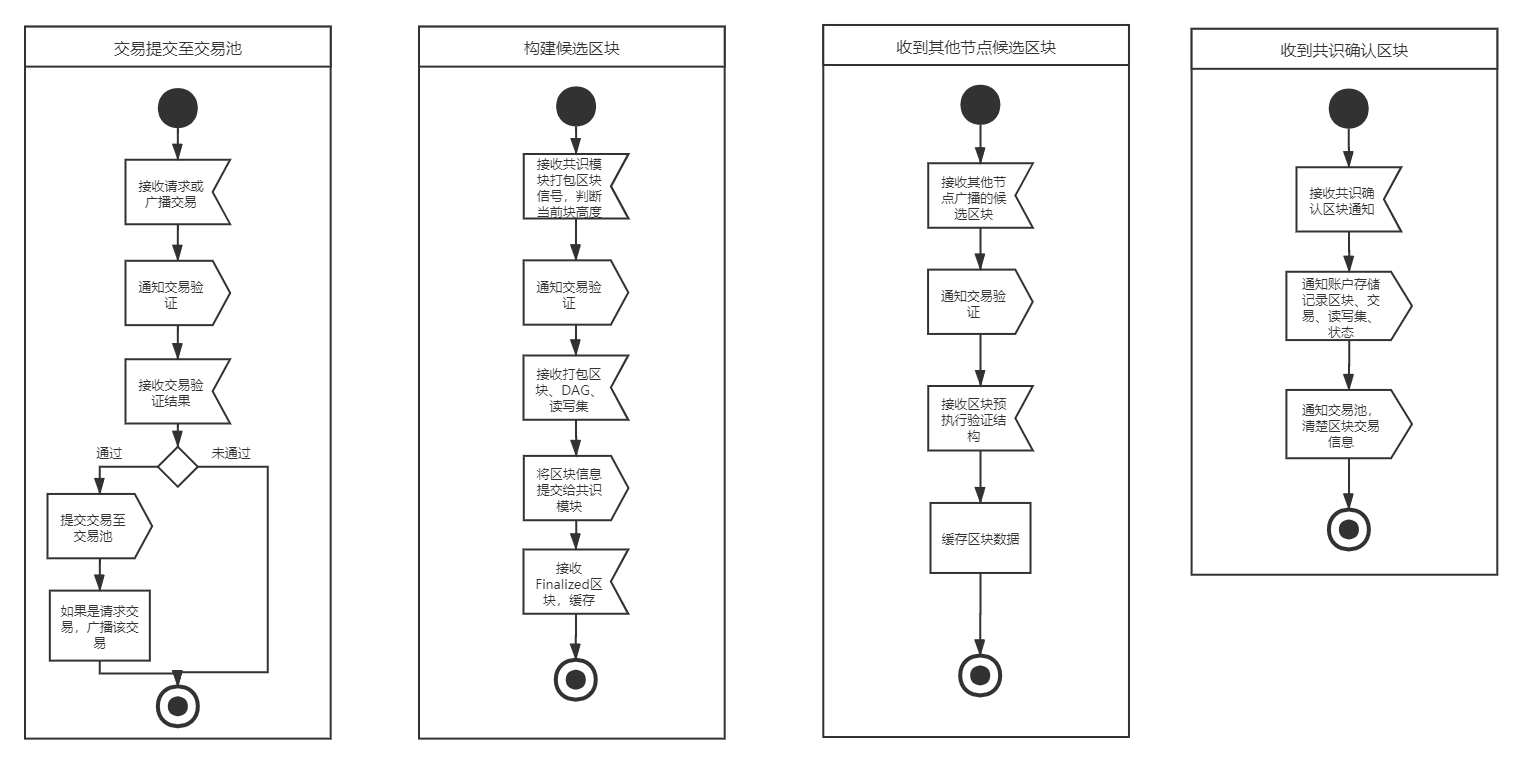 交易提交至交易池
接收请求或
广播交易
通知交易验
证
接收交易验
证结果
通过
未通过
提交交易至
交易池
如果是请求交
易，广播该交
易
构建候选区块
接收共识模
块打包区块
信号，判断
当前块高度
通知交易验
证
接收打包区
块、DAG、
读写集
将区块信息
提交给共识
模块
接收
Finalized区
块，缓存
收到其他节点候选区块
接收其他节
点广播的候
选区块
通知交易验
证
接收区块预
执行验证结
构
缓存区块数据
收到共识确认区块
接收共识确
认区块通知
通知账户存储
记录区块、交
易、读写集、
状态
通知交易池，
清楚区块交易
信息